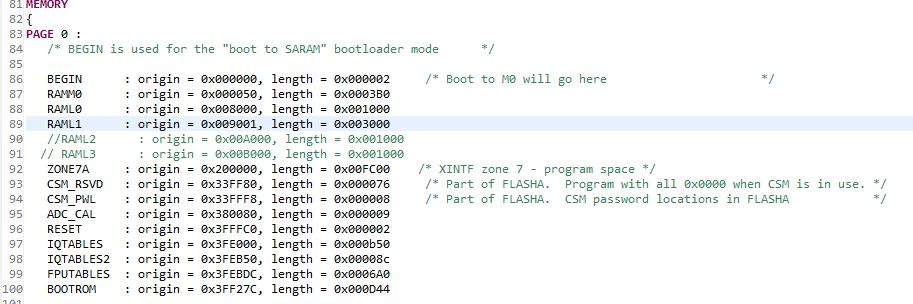 81 MEMORY
82 {
83 PAGE 0 :
84    /* BEGIN is used for the "boot to SARAM" bootloader mode      */
85
86    BEGIN      : origin = 0x000000, length = 0x000002     /* Boot to M0 will go here                      */
87    RAMM0      : origin = 0x000050, length = 0x0003B0
88    RAML0      : origin = 0x008000, length = 0x001000
89    RAML1      : origin = 0x009001, length = 0x003000
90    //RAML2      : origin = 0x00A000, length = 0x001000
91   // RAML3      : origin = 0x00B000, length = 0x001000
92    ZONE7A     : origin = 0x200000, length = 0x00FC00    /* XINTF zone 7 - program space */
93    CSM_RSVD   : origin = 0x33FF80, length = 0x000076     /* Part of FLASHA.  Program with all 0x0000 when CSM is in use. */
94    CSM_PWL    : origin = 0x33FFF8, length = 0x000008     /* Part of FLASHA.  CSM password locations in FLASHA            */
95    ADC_CAL    : origin = 0x380080, length = 0x000009
96    RESET      : origin = 0x3FFFC0, length = 0x000002
97    IQTABLES   : origin = 0x3FE000, length = 0x000b50
98    IQTABLES2  : origin = 0x3FEB50, length = 0x00008c
99    FPUTABLES  : origin = 0x3FEBDC, length = 0x0006A0
100    BOOTROM    : origin = 0x3FF27C, length = 0x000D44
101